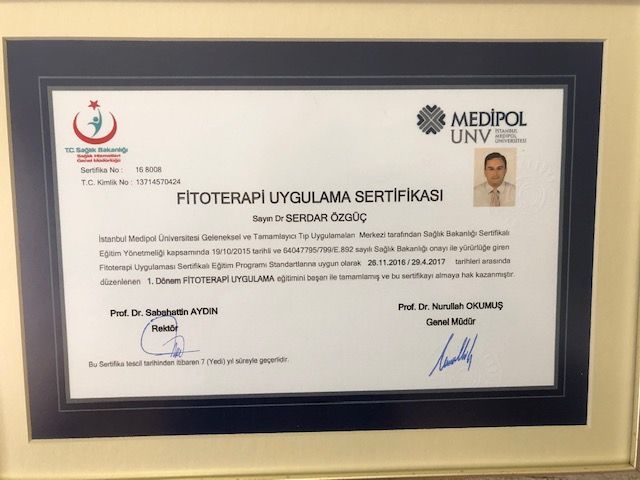 T.C. Sağlık Bakanlığı
Sağlık Hizmetleri
Genel Müdürlüğü
MEDİPOL
UNV İSTANBUL
MEDİPOL
ÜNİVERSİTESİ
Sertifika No : 16 8008
T.C. Kimlik No : 13714570424
FİTOTERAPİ UYGULAMA SERTİFİKASI
Sayın Dr SERDAR ÖZGÜÇ
İstanbul Medipol Üniversitesi Geleneksel ve Tamamlayıcı Tıp Uygulamaları Merkezi tarafından Sağlık Bakanlığı Sertifikalı
Eğitim Yönetmeliği kapsamında 19/10/2015 tarihli ve 64047795/799/E.892 sayılı Sağlık Bakanlığı onayı ile yürürlüğe giren
Fitoterapi Uygulaması Sertifikalı Eğitim Programı Standartlarına uygun olarak 26.11.2016 / 29.4.2017 tarihleri arasında
düzenlenen 1. Dönem FİTOTERAPİ UYGULAMA eğitimini başarı ile tamamlamış ve bu sertifikayı almaya hak kazanmıştır.
Prof. Dr. Sabahattin AYDIN
Rektör
Prof. Dr. Nurullah OKUMUŞ
Genel Müdür
Bu Sertifika tescil tarihinden itibaren 7 (Yedi) yıl süreyle geçerlidir.